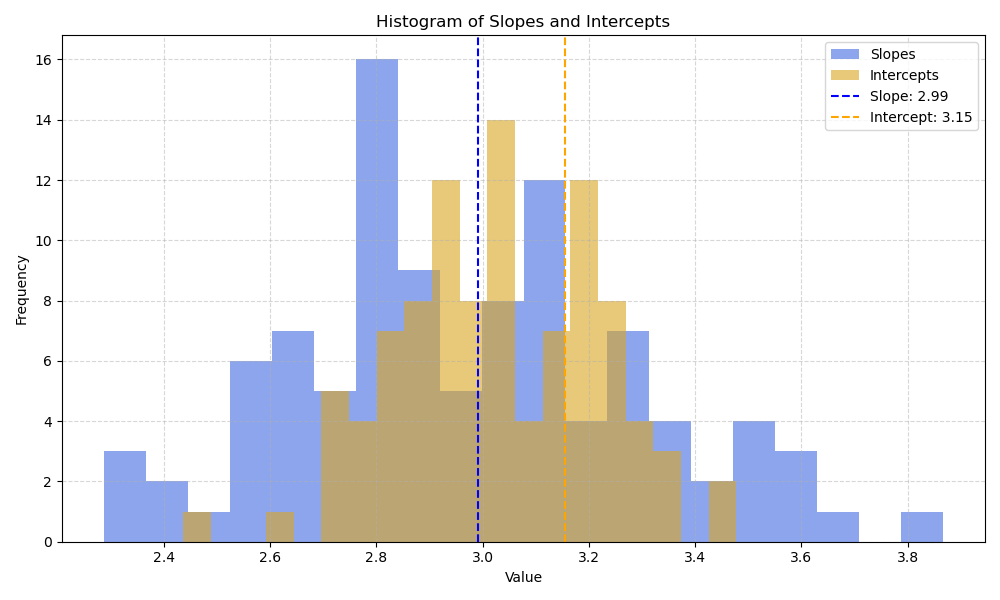 Histogram of Slopes and Intercepts
Slopes
Intercepts
Slope: 2.99
Intercept: 3.15
Frequency
16
14
12
10
8
6
4
2
0
2.4 2.6 2.8 3.0 3.2 3.4 3.6 3.8
Value